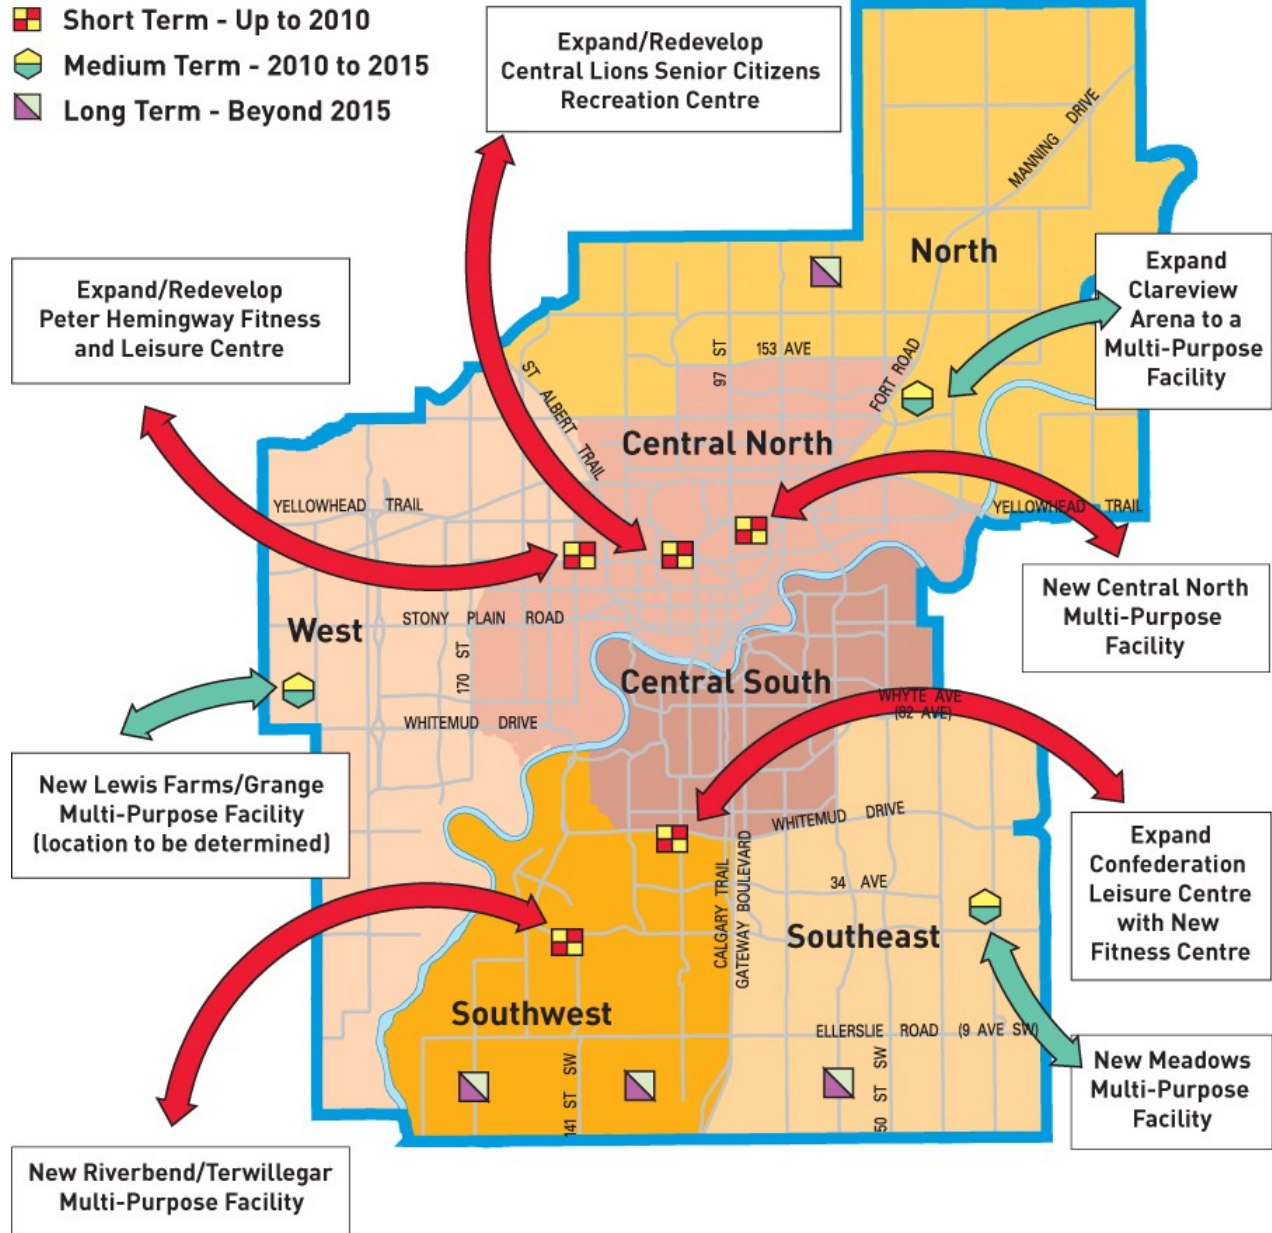 Short Term - Up to 2010
Medium Term - 2010 to 2015
Long Term - Beyond 2015
Expand/Redevelop
Central Lions Senior Citizens
Recreation Centre
MANNING DRIVE
North
Expand
Clareview
Arena to a
Multi-Purpose
Facility
Expand/Redevelop
Peter Hemingway Fitness
and Leisure Centre
97 ST
153 AVE
FORT ROAD
ST ALBERT TRAIL
Central North
YELLOWHEAD TRAIL
YELLOWHEAD TRAIL
New Central North
Multi-Purpose
Facility
STONY PLAIN ROAD
West
170 ST
Central South
WHYTE AVE
(82 AVE)
WHITEMUD DRIVE
New Lewis Farms/Grange
Multi-Purpose Facility
(location to be determined)
WHITEMUD DRIVE
Expand
Confederation
Leisure Centre
with New
Fitness Centre
CALGARY TRAIL
GATEWAY BOULEVARD
34 AVE
Southeast
Southwest
ELLERSLIE ROAD (9 AVE SW)
141 ST SW
50 ST SW
New Meadows
Multi-Purpose
Facility
New Riverbend/Terwillegar
Multi-Purpose Facility